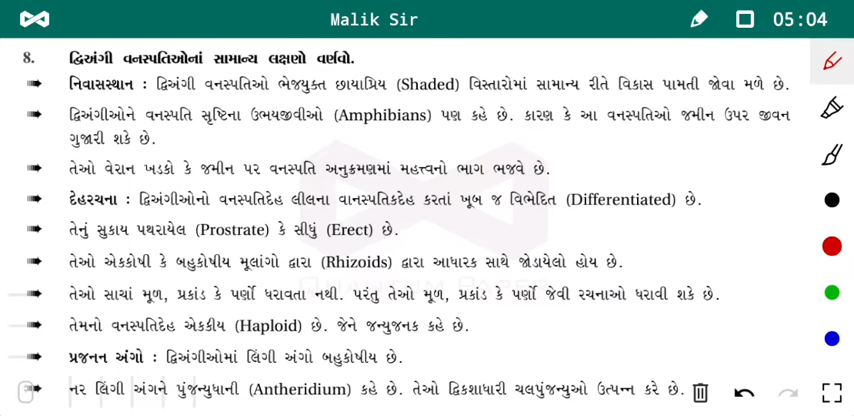 Malik Sir
05:04
8. દ્વિઅંગી વનસ્પતિઓનાં સામાન્ય લક્ષણો વર્ણવો.
➠ નિવાસસ્થાન : દ્વિઅંગી વનસ્પતિઓ ભેજયુક્ત છાયાપ્રિય (Shaded) વિસ્તારોમાં સામાન્ય રીતે વિકાસ પામતી જોવા મળે છે.
➠ દ્વિઅંગીઓને વનસ્પતિ સૃષ્ટિના ઉભયજીવીઓ (Amphibians) પણ કહે છે. કારણ કે આ વનસ્પતિઓ જમીન ઉપર જીવન
ગુજારી શકે છે.
➠ તેઓ વેરાન ખડકો કે જમીન પર વનસ્પતિ અનુક્રમણમાં મહત્ત્વનો ભાગ ભજવે છે.
➠ દેહરચના : દ્વિઅંગીઓનો વનસ્પતિદેહ લીલના વાનસ્પતિકદેહ કરતાં ખૂબ જ વિભેદિત (Differentiated) છે.
➠ તેનું સુકાય પથરાયેલ (Prostrate) કે સીધું (Erect) છે.
➠ તેઓ એકકોષી કે બહુકોષીય મૂલાંગો દ્વારા (Rhizoids) દ્વારા આધારક સાથે જોડાયેલો હોય છે.
➠ તેઓ સાચાં મૂળ, પ્રકાંડ કે પર્ણો ધરાવતા નથી. પરંતુ તેઓ મૂળ, પ્રકાંડ કે પર્ણો જેવી રચનાઓ ધરાવી શકે છે.
➠ તેમનો વનસ્પતિદેહ એકકીય (Haploid) છે. જેને જન્યુજનક કહે છે.
➠ પ્રજનન અંગો : દ્વિઅંગીઓમાં લિંગી અંગો બહુકોષીય છે.
➠ નર લિંગી અંગને પુંજન્યુધાની (Antheridium) કહે છે. તેઓ દ્વિકશાધારી ચલપુંજન્યુઓ ઉત્પન્ન કરે છે.